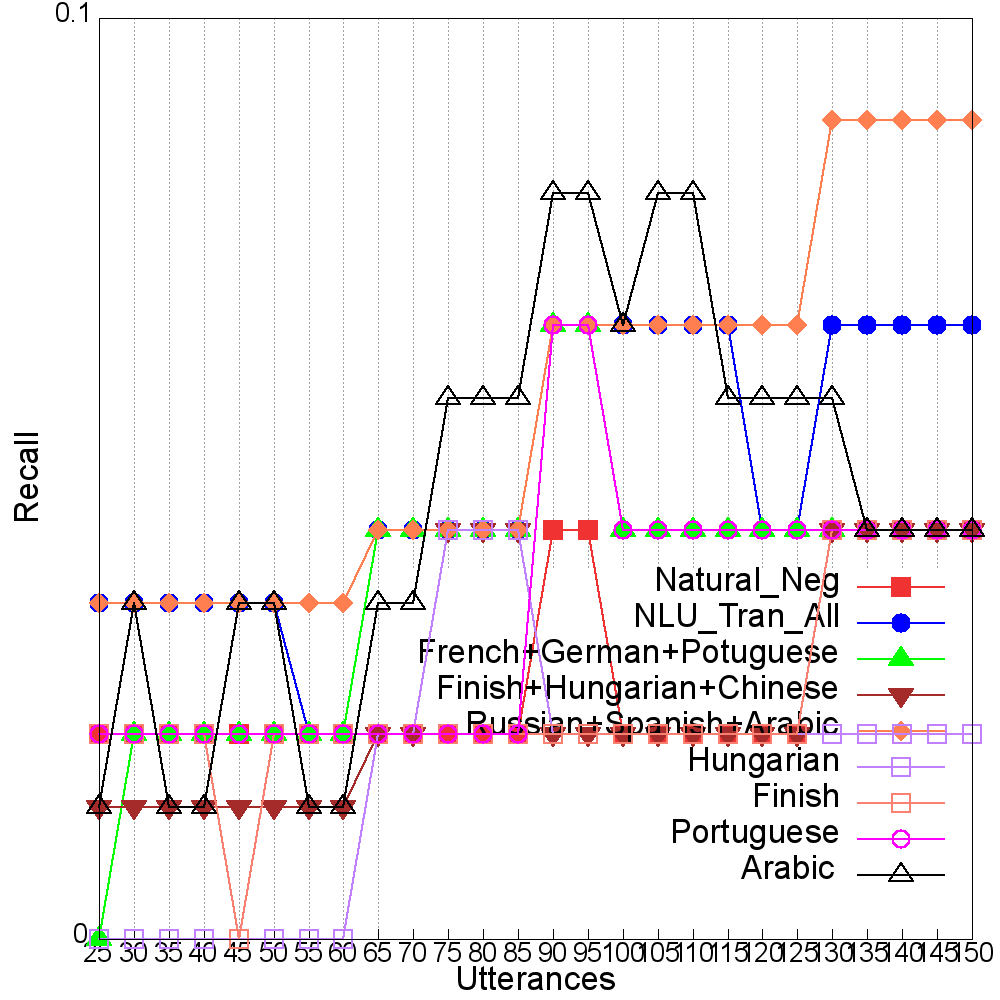 0.1
Recall
Natural_Neg
NLU_Tran_All
French+German+Potuguese
Finish+Hungarian+Chinese
Russian+Spanish+Arabic
Hungarian
Finish
Portuguese
Arabic
0
25 30 35 40 45 50 55 60 65 70 75 80 85 90 95 100 105 110 115 120 125 130 135 140 145 150
Utterances